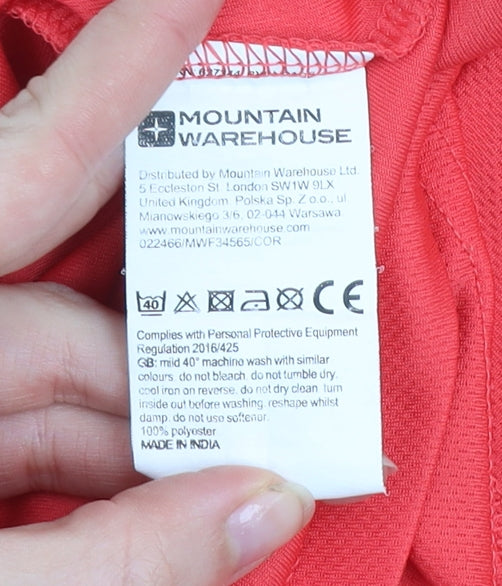 MOUNTAIN
WAREHOUSE
Distributed by Mountain Warehouse Ltd.
5 Eccleston St. London SW1W 9LX
United Kingdom. Polska Sp. Z o.o., ul
Mianowskiego 3/6, 02-044 Warsawa
www.mountainwarehouse.com
022466/MWF34565/COR
40 CE
Complies with Personal Protective Equipment
Regulation 2016/425
GB: mild 40° machine wash with similar
colours. do not bleach. do not tumble dry.
cool iron on reverse. do not dry clean. turn
inside out before washing. reshape whilst
damp. do not use softener.
100% polyester
MADE IN INDIA